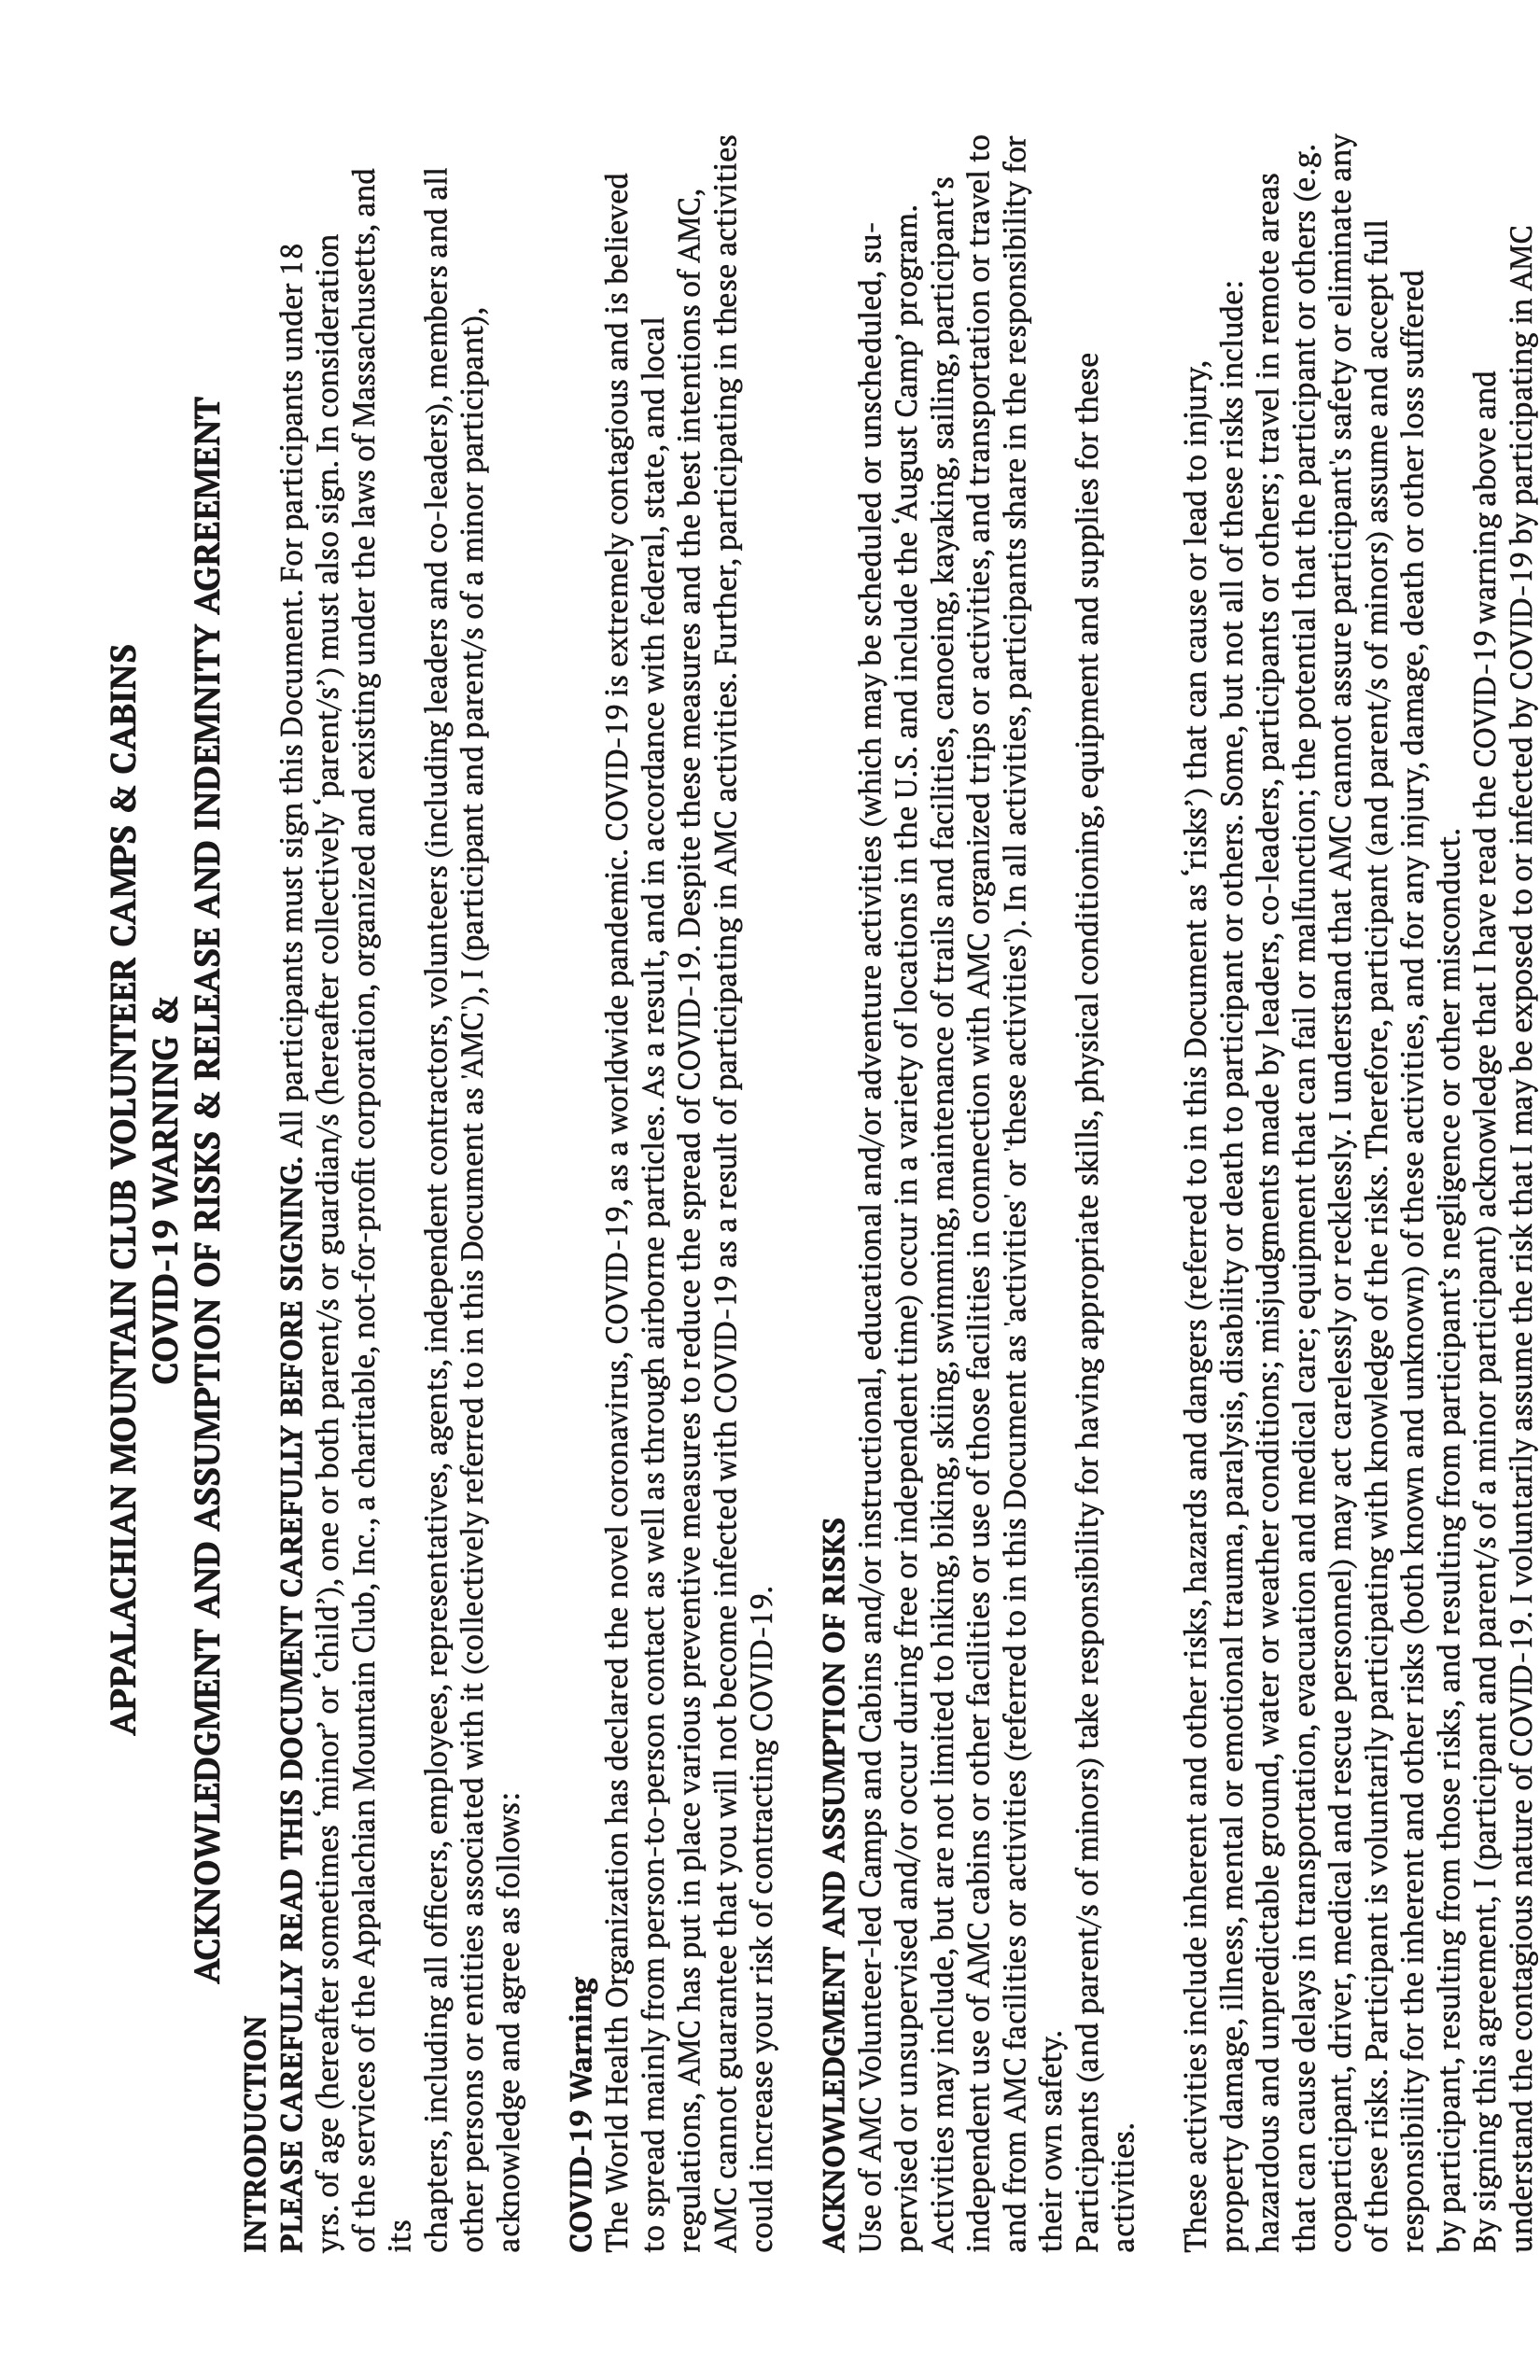 APPALACHIAN MOUNTAIN CLUB VOLUNTEER CAMPS & CABINS
COVID-19 WARNING &
ACKNOWLEDGMENT AND ASSUMPTION OF RISKS & RELEASE AND INDEMNITY AGREEMENT
INTRODUCTION
PLEASE CAREFULLY READ THIS DOCUMENT CAREFULLY BEFORE SIGNING. All participants must sign this Document. For participants under 18
yrs. of age (hereafter sometimes ‘minor’ or ‘child’), one or both parent/s or guardian/s (hereafter collectively ‘parent/s’) must also sign. In consideration
of the services of the Appalachian Mountain Club, Inc., a charitable, not-for-profit corporation, organized and existing under the laws of Massachusetts, and
its
chapters, including all officers, employees, representatives, agents, independent contractors, volunteers (including leaders and co-leaders), members and all
other persons or entities associated with it (collectively referred to in this Document as 'AMC'), I (participant and parent/s of a minor participant),
acknowledge and agree as follows:
COVID-19 Warning
The World Health Organization has declared the novel coronavirus, COVID-19, as a worldwide pandemic. COVID-19 is extremely contagious and is believed
to spread mainly from person-to-person contact as well as through airborne particles. As a result, and in accordance with federal, state, and local
regulations, AMC has put in place various preventive measures to reduce the spread of COVID-19. Despite these measures and the best intentions of AMC,
AMC cannot guarantee that you will not become infected with COVID-19 as a result of participating in AMC activities. Further, participating in these activities
could increase your risk of contracting COVID-19.
ACKNOWLEDGMENT AND ASSUMPTION OF RISKS
Use of AMC Volunteer-led Camps and Cabins and/or instructional, educational and/or adventure activities (which may be scheduled or unscheduled, su-
pervised or unsupervised and/or occur during free or independent time) occur in a variety of locations in the U.S. and include the ‘August Camp’ program.
Activities may include, but are not limited to hiking, biking, skiing, swimming, maintenance of trails and facilities, canoeing, kayaking, sailing, participant’s
independent use of AMC cabins or other facilities or use of those facilities in connection with AMC organized trips or activities, and transportation or travel to
and from AMC facilities or activities (referred to in this Document as 'activities' or 'these activities'). In all activities, participants share in the responsibility for
their own safety.
Participants (and parent/s of minors) take responsibility for having appropriate skills, physical conditioning, equipment and supplies for these
activities.
These activities include inherent and other risks, hazards and dangers (referred to in this Document as ‘risks’) that can cause or lead to injury,
property damage, illness, mental or emotional trauma, paralysis, disability or death to participant or others. Some, but not all of these risks include:
hazardous and unpredictable ground, water or weather conditions; misjudgments made by leaders, co-leaders, participants or others; travel in remote areas
that can cause delays in transportation, evacuation and medical care; equipment that can fail or malfunction; the potential that the participant or others (e.g.
coparticipant, driver, medical and rescue personnel) may act carelessly or recklessly. I understand that AMC cannot assure participant's safety or eliminate any
of these risks. Participant is voluntarily participating with knowledge of the risks. Therefore, participant (and parent/s of minors) assume and accept full
responsibility for the inherent and other risks (both known and unknown) of these activities, and for any injury, damage, death or other loss suffered
by participant, resulting from those risks, and resulting from participant’s negligence or other misconduct.
By signing this agreement, I (participant and parent/s of a minor participant) acknowledge that I have read the COVID-19 warning above and
understand the contagious nature of COVID-19. I voluntarily assume the risk that I may be exposed to or infected by COVID-19 by participating in AMC